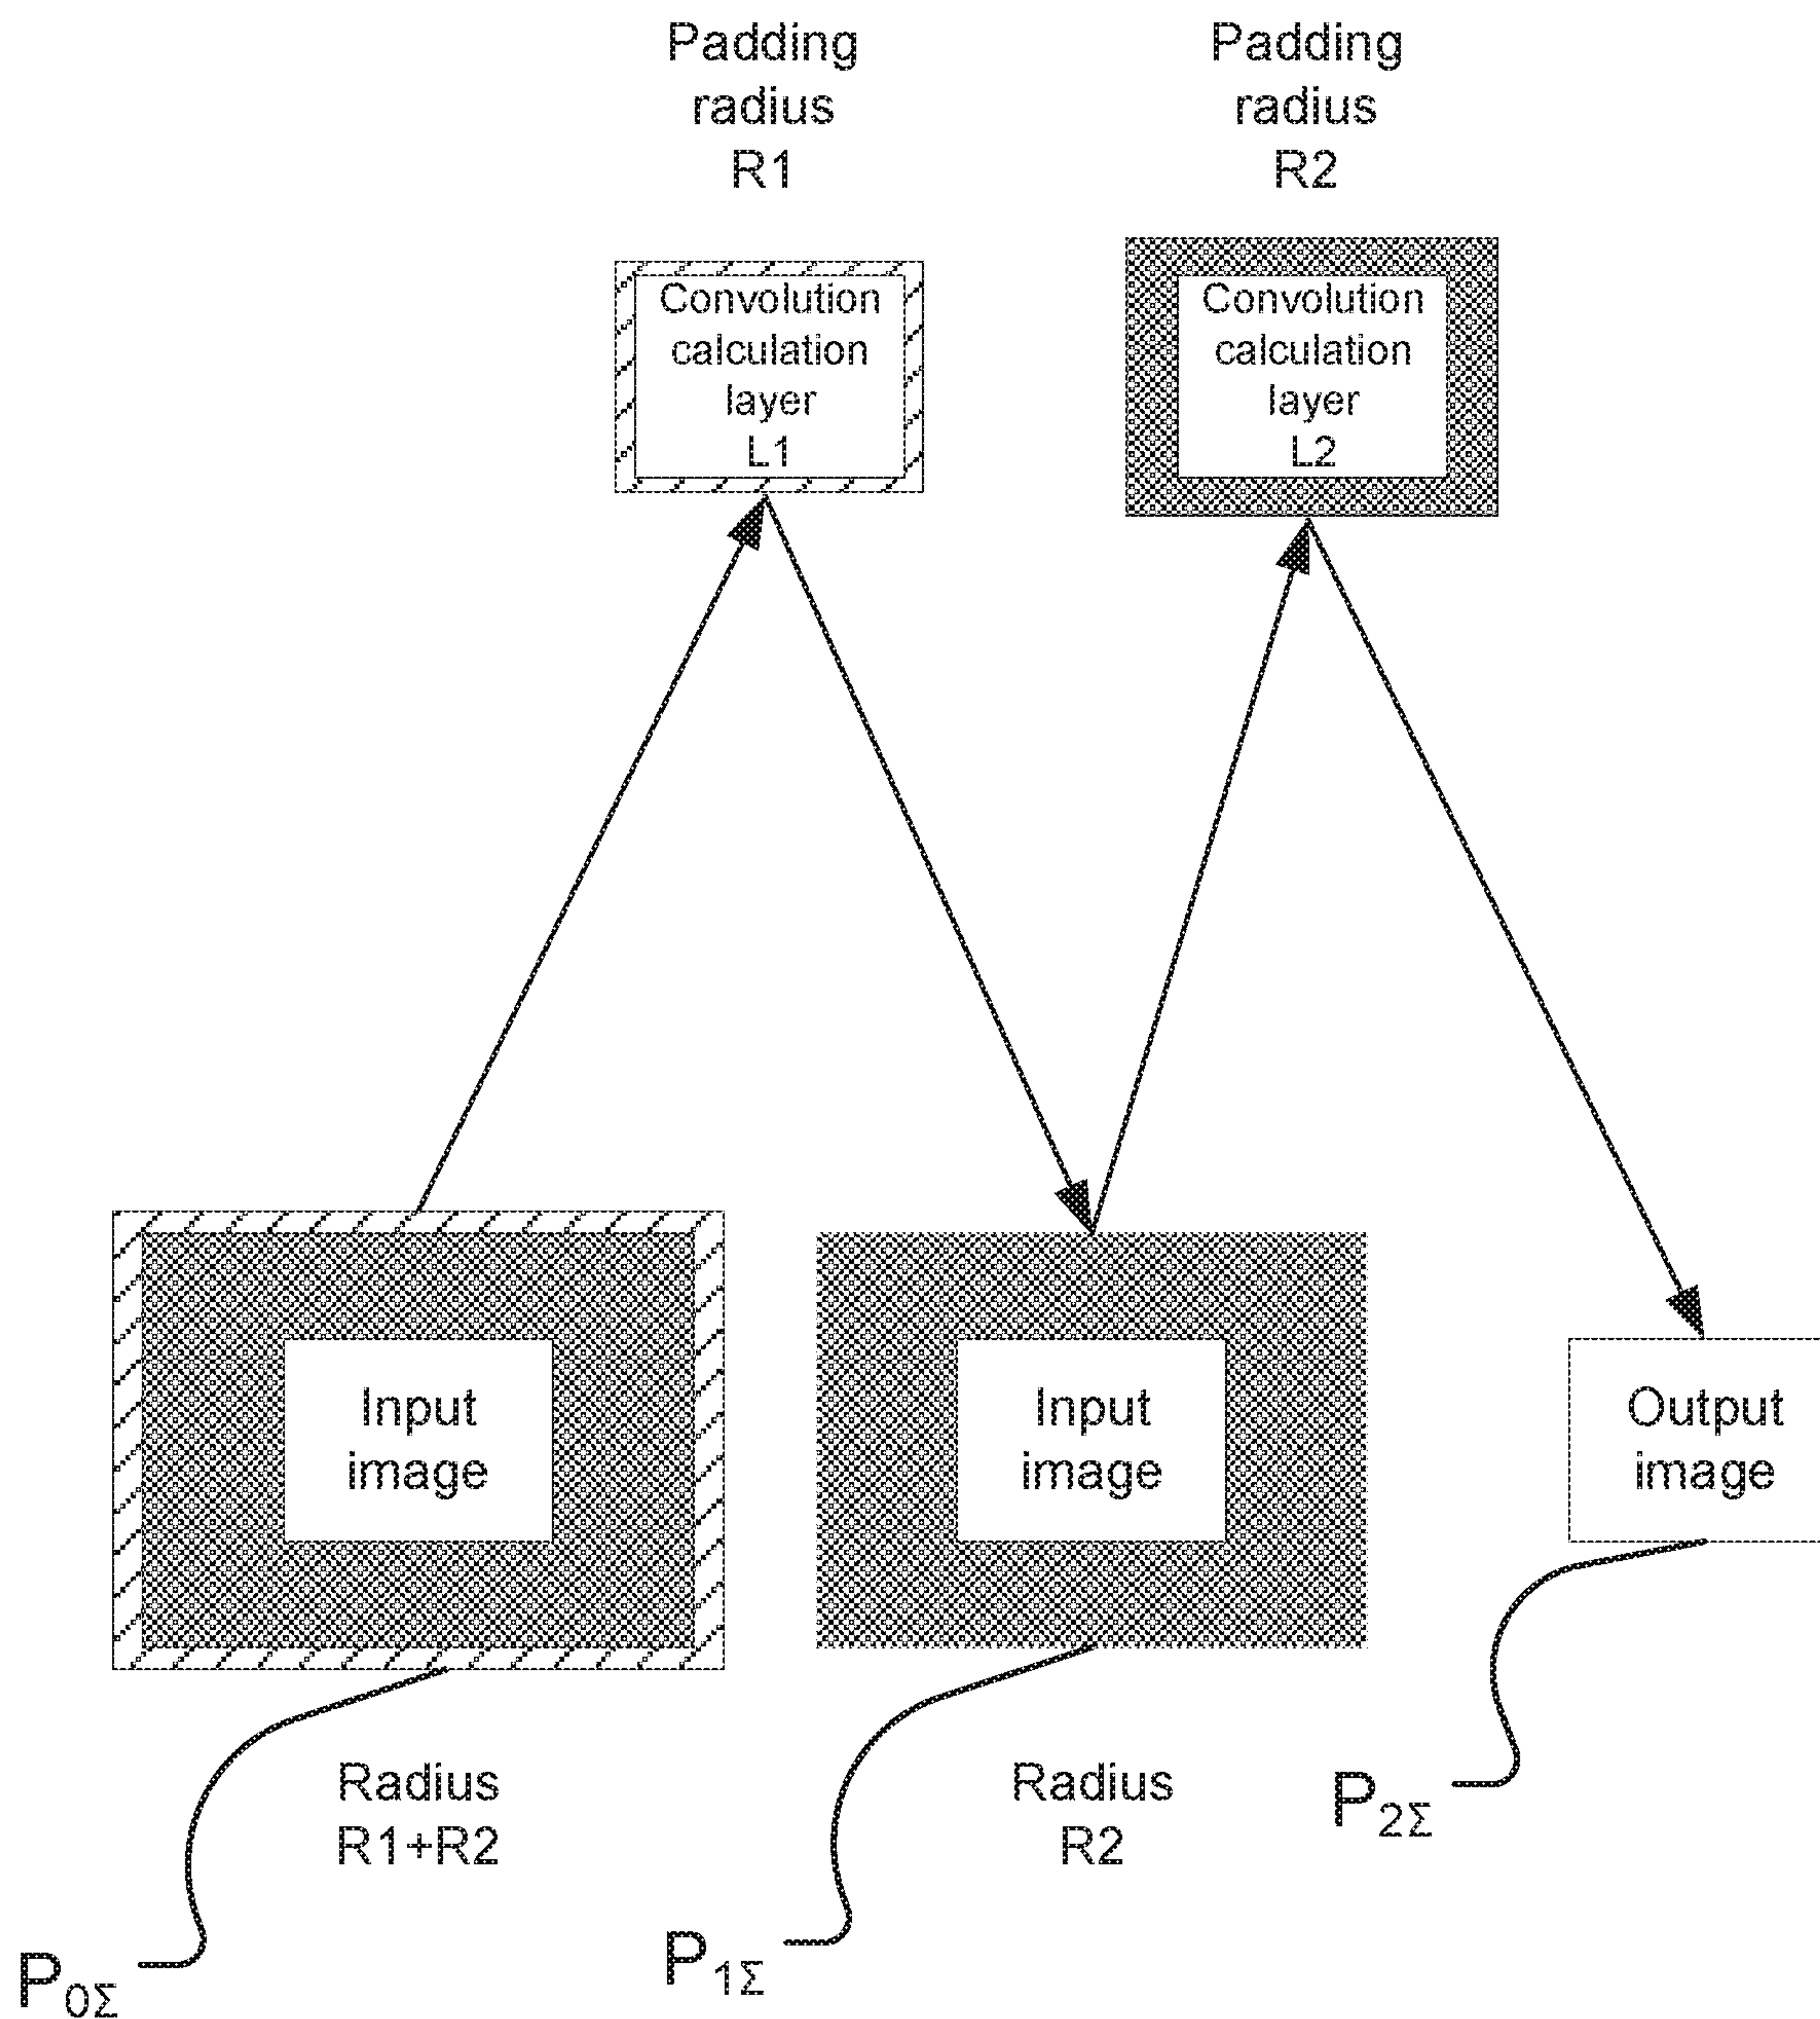 Padding
radius
R1
Padding
radius
R2
Convolution
calculation
layer
L1
Convolution
calculation
layer
L2
Input
image
Input
image
Output
image
Radius
R1+R2
Radius
R2
P2Σ
P1Σ
P0Σ